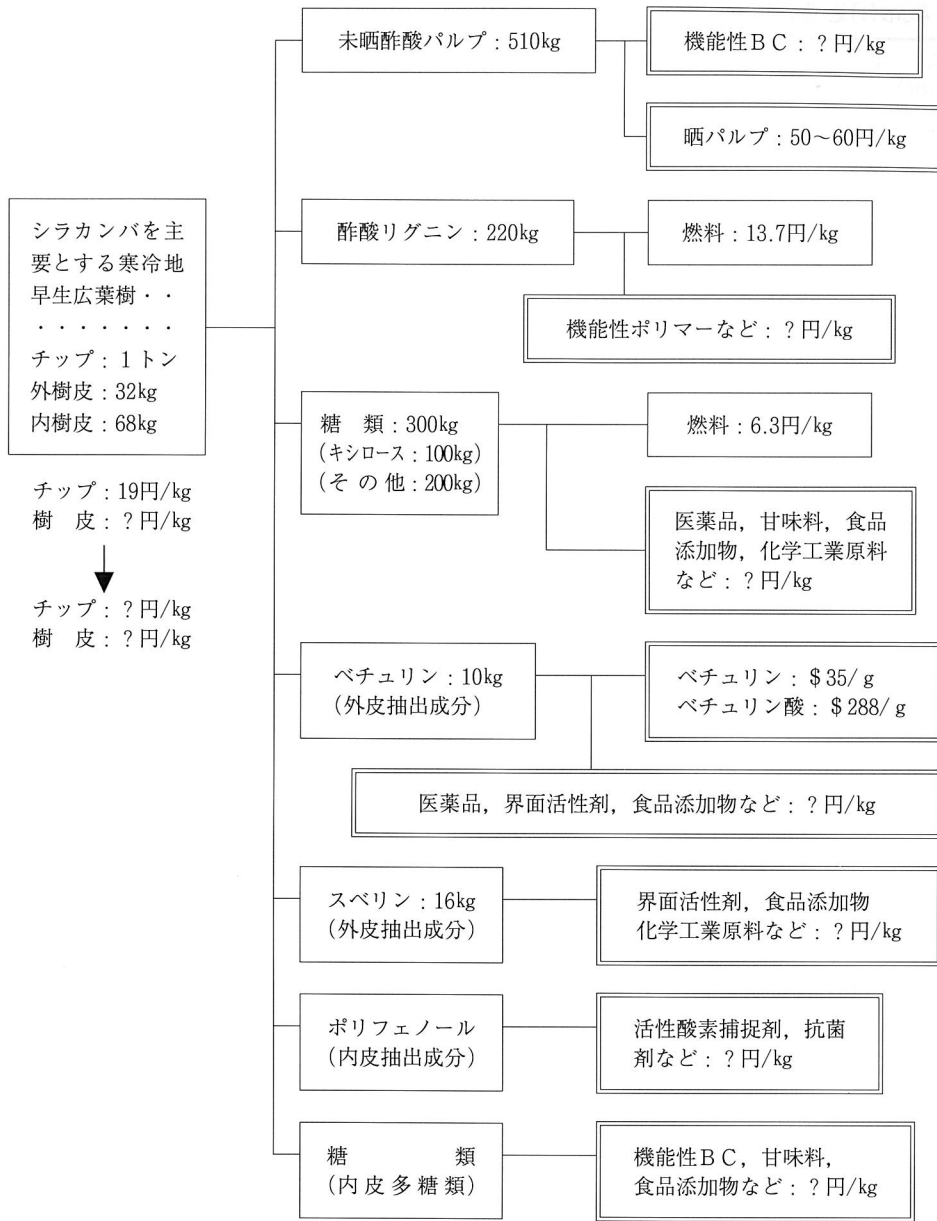 未晒酢酸パルプ：510kg
機能性ＢＣ：？円/kg
晒パルプ：50～60円/kg
シラカンバを主
要とする寒冷地
早生広葉樹・・
・・・・・・・
チップ：１トン
外樹皮：32kg
内樹皮：68kg
チップ：19円/kg
樹　皮：？円/kg
チップ：？円/kg
樹　皮：？円/kg
酢酸リグニン：220kg
燃料：13.7円/kg
機能性ポリマーなど：？円/kg
糖　類：300kg
（キシロース：100kg）
（そ の 他：200kg）
燃料：6.3円/kg
医薬品，甘味料，食品
添加物，化学工業原料
など：？円/kg
ベチュリン：10kg
（外皮抽出成分）
ベチュリン：＄35/ｇ
ベチュリン酸：＄288/ｇ
医薬品，界面活性剤，食品添加物など：？円/kg
スベリン：16kg
（外皮抽出成分）
界面活性剤，食品添加物
化学工業原料など：？円/kg
ポリフェノール
（内皮抽出成分）
活性酸素捕捉剤，抗菌
剤など：？円/kg
糖　　　　類
（内皮多糖類）
機能性ＢＣ，甘味料，
食品添加物など：？円/kg